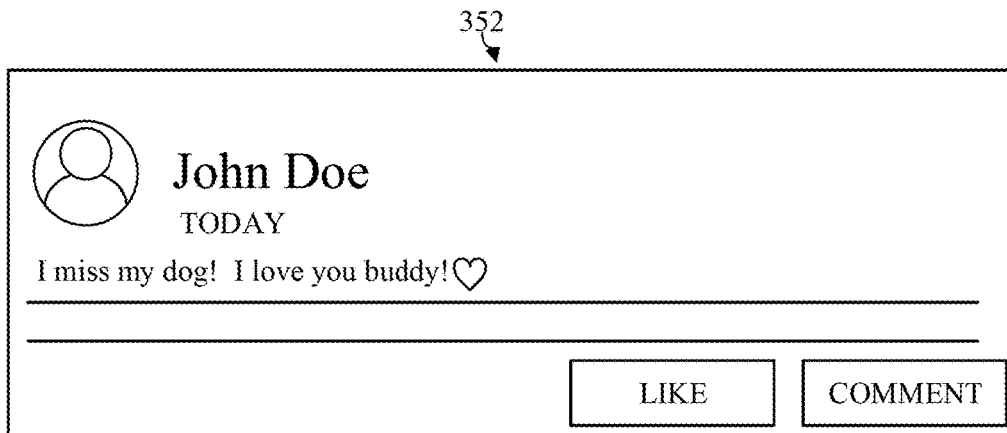 352
John Doe
TODAY
I miss my dog!  I love you buddy!♡
LIKE
COMMENT